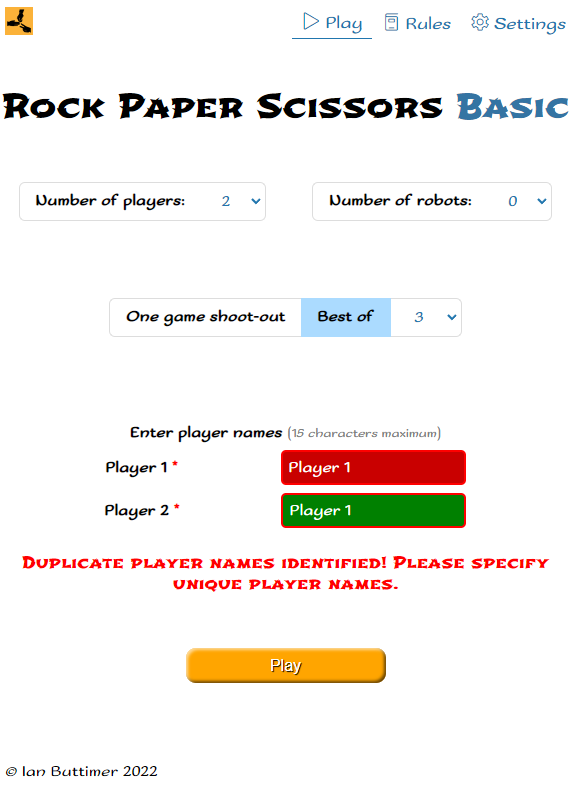 Play Rules Settings
Rock Paper Scissors Basic
Number of players: 2 Number of robots: 0
One game shoot-out Best of 3
Enter player names (15 characters maximum)
Player 1 * Player 1
Player 2 * Player 1
Duplicate player names identified! Please specify
unique player names.
Play
© Ian Buttimer 2022